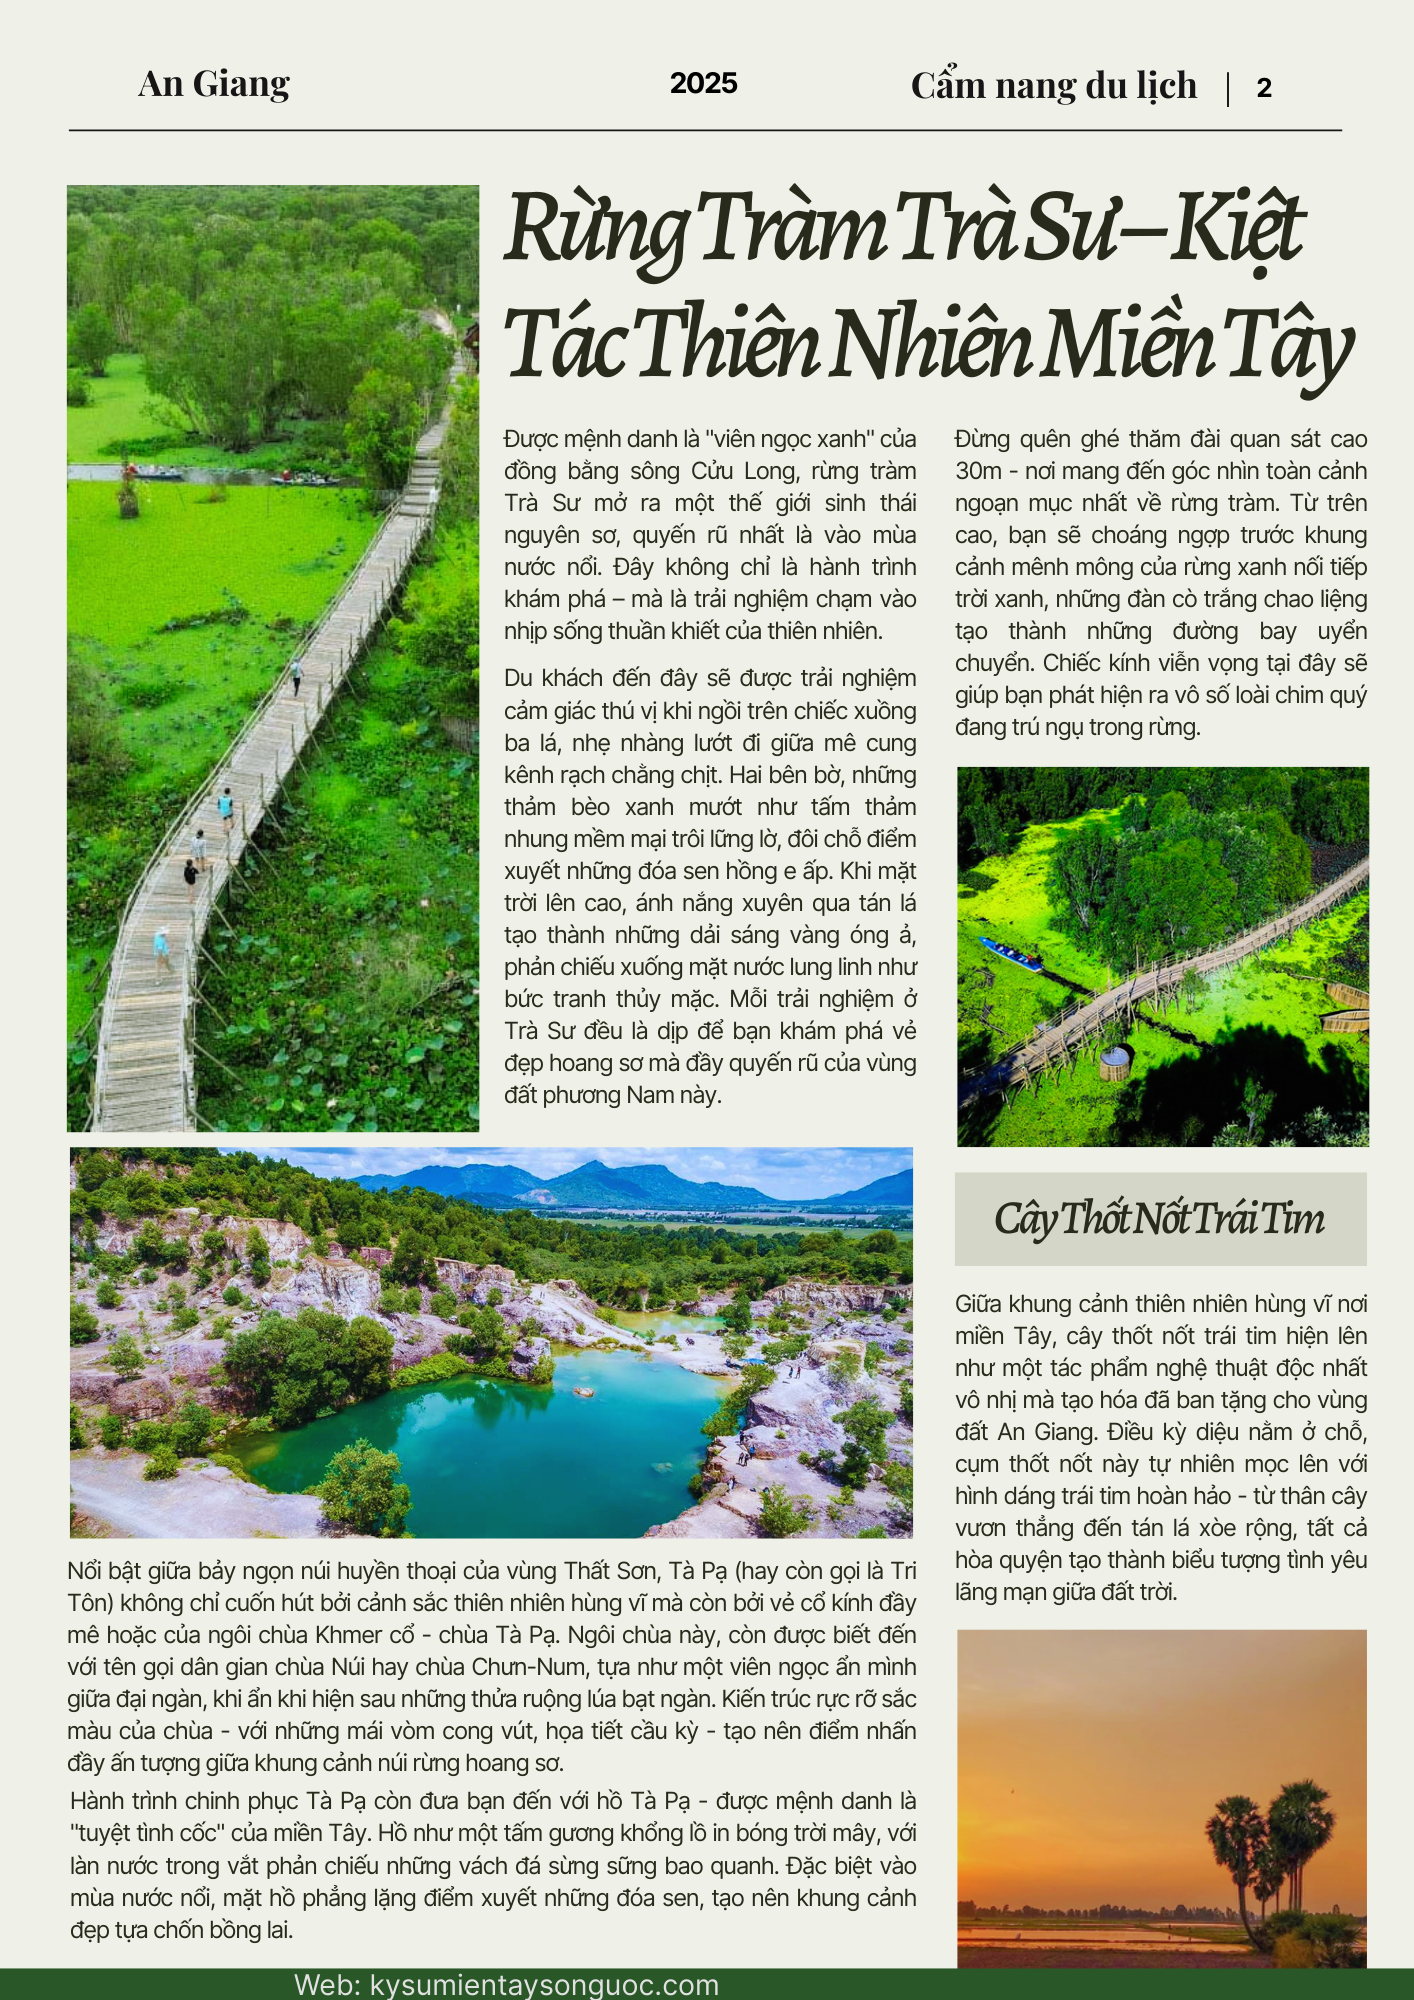 An Giang
2025
Cẩm nang du lịch | 2
Rừng Tràm Trà Sư – Kiệt
Tác Thiên Nhiên Miền Tây
Được mệnh danh là "viên ngọc xanh" của
đồng bằng sông Cửu Long, rừng tràm
Trà Sư mở ra một thế giới sinh thái
nguyên sơ, quyến rũ nhất là vào mùa
nước nổi. Đây không chỉ là hành trình
khám phá – mà là trải nghiệm chạm vào
nhịp sống thuần khiết của thiên nhiên.
Du khách đến đây sẽ được trải nghiệm
cảm giác thú vị khi ngồi trên chiếc xuồng
ba lá, nhẹ nhàng lướt đi giữa mê cung
kênh rạch chằng chịt. Hai bên bờ, những
thảm bèo xanh mướt như tấm thảm
nhung mềm mại trôi lững lờ, đôi chỗ điểm
xuyết những đóa sen hồng e ấp. Khi mặt
trời lên cao, ánh nắng xuyên qua tán lá
tạo thành những dải sáng vàng óng ả,
phản chiếu xuống mặt nước lung linh như
bức tranh thủy mặc. Mỗi trải nghiệm ở
Trà Sư đều là dịp để bạn khám phá vẻ
đẹp hoang sơ mà đầy quyến rũ của vùng
đất phương Nam này.
Đừng quên ghé thăm đài quan sát cao
30m - nơi mang đến góc nhìn toàn cảnh
ngoạn mục nhất về rừng tràm. Từ trên
cao, bạn sẽ choáng ngợp trước khung
cảnh mênh mông của rừng xanh nối tiếp
trời xanh, những đàn cò trắng chao liệng
tạo thành những đường bay uyển
chuyển. Chiếc kính viễn vọng tại đây sẽ
giúp bạn phát hiện ra vô số loài chim quý
đang trú ngụ trong rừng.
Cây Thốt Nốt Trái Tim
Giữa khung cảnh thiên nhiên hùng vĩ nơi
miền Tây, cây thốt nốt trái tim hiện lên
như một tác phẩm nghệ thuật độc nhất
vô nhị mà tạo hóa đã ban tặng cho vùng
đất An Giang. Điều kỳ diệu nằm ở chỗ,
cụm thốt nốt này tự nhiên mọc lên với
hình dáng trái tim hoàn hảo - từ thân cây
vươn thẳng đến tán lá xòe rộng, tất cả
hòa quyện tạo thành biểu tượng tình yêu
lãng mạn giữa đất trời.
Nổi bật giữa bảy ngọn núi huyền thoại của vùng Thất Sơn, Tà Pạ (hay còn gọi là Tri
Tôn) không chỉ cuốn hút bởi cảnh sắc thiên nhiên hùng vĩ mà còn bởi vẻ cổ kính đầy
mê hoặc của ngôi chùa Khmer cổ - chùa Tà Pạ. Ngôi chùa này, còn được biết đến
với tên gọi dân gian chùa Núi hay chùa Chưn-Num, tựa như một viên ngọc ẩn mình
giữa đại ngàn, khi ẩn khi hiện sau những thửa ruộng lúa bạt ngàn. Kiến trúc rực rỡ sắc
màu của chùa - với những mái vòm cong vút, họa tiết cầu kỳ - tạo nên điểm nhấn
đầy ấn tượng giữa khung cảnh núi rừng hoang sơ.
Hành trình chinh phục Tà Pạ còn đưa bạn đến với hồ Tà Pạ - được mệnh danh là
"tuyệt tình cốc" của miền Tây. Hồ như một tấm gương khổng lồ in bóng trời mây, với
làn nước trong vắt phản chiếu những vách đá sừng sững bao quanh. Đặc biệt vào
mùa nước nổi, mặt hồ phẳng lặng điểm xuyết những đóa sen, tạo nên khung cảnh
đẹp tựa chốn bồng lai.
Web: kysumientaysonguoc.com